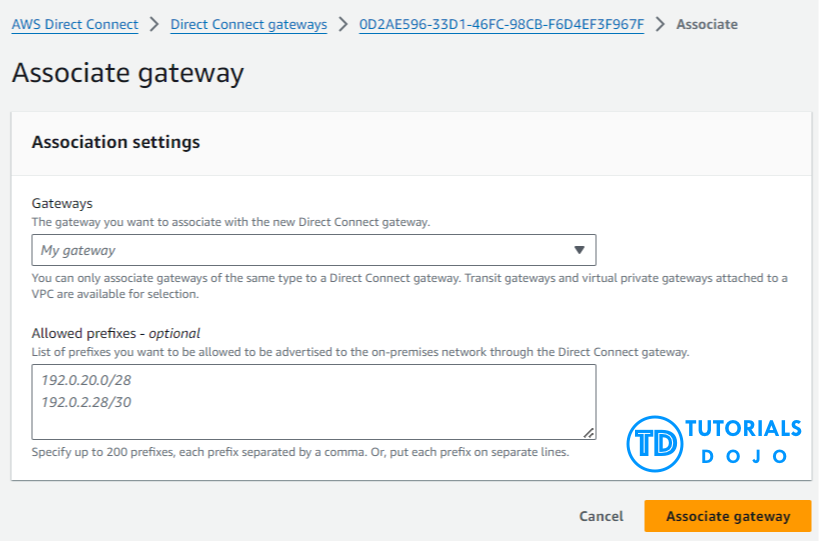 AWS Direct Connect > Direct Connect gateways > 0D2AE596-33D1-46FC-98CB-F6D4EF3F967F > Associate
Associate gateway
Association settings
Gateways
The gateway you want to associate with the new Direct Connect gateway.
My gateway
You can only associate gateways of the same type to a Direct Connect gateway. Transit gateways and virtual private gateways attached to a
VPC are available for selection.
Allowed prefixes - optional
List of prefixes you want to be allowed to be advertised to the on-premises network through the Direct Connect gateway.
192.0.20.0/28
192.0.2.28/30
Specify up to 200 prefixes, each prefix separated by a comma. Or, put each prefix on separate lines.
TD TUTORIALS
DOJO
Cancel
Associate gateway